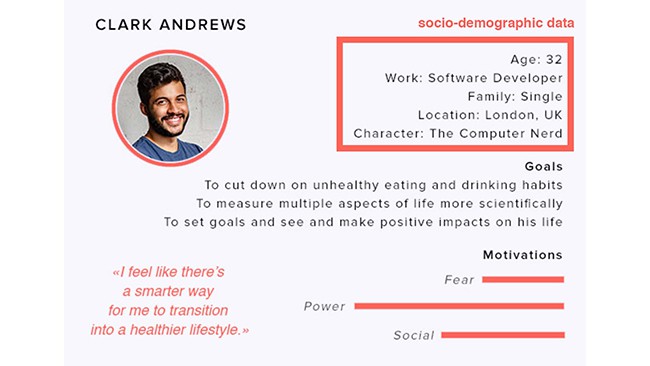 CLARK ANDREWS
socio-demographic data
Age: 32
Work: Software Developer
Family: Single
Location: London, UK
Character: The Computer Nerd
Goals
To cut down on unhealthy eating and drinking habits
To measure multiple aspects of life more scientifically
To set goals and see and make positive impacts on his life
Motivations
Fear
Power
Social
«I feel like there's
a smarter way
for me to transition
into a healthier lifestyle.»